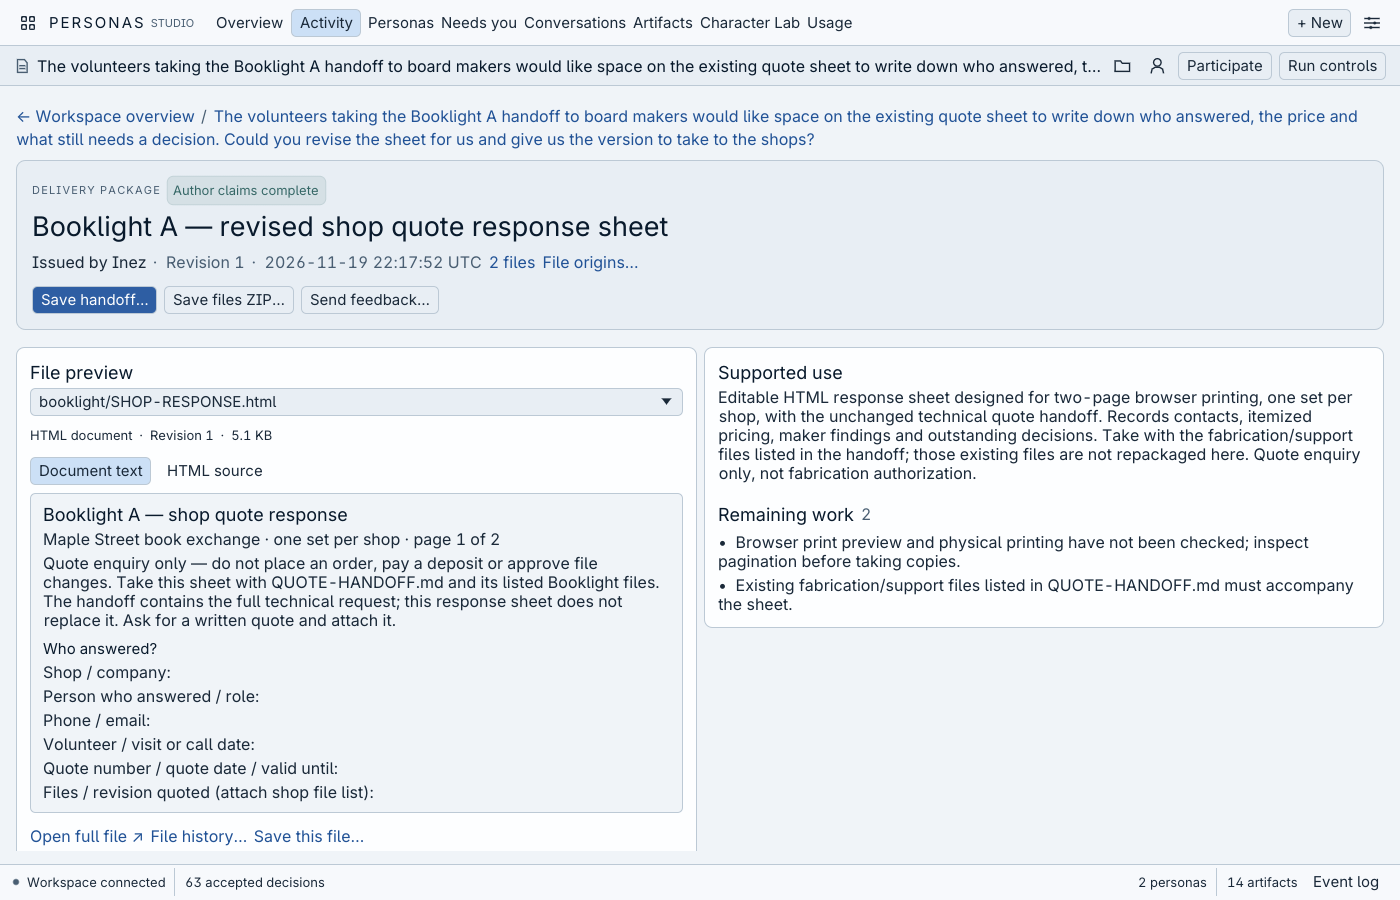 PERSONAS STUDIO Overview Activity Personas Needs you Conversations Artifacts Character Lab Usage + New
The volunteers taking the Booklight A handoff to board makers would like space on the existing quote sheet to write down who answered, t... Participate Run controls
← Workspace overview / The volunteers taking the Booklight A handoff to board makers would like space on the existing quote sheet to write down who answered, the price and
what still needs a decision. Could you revise the sheet for us and give us the version to take to the shops?
DELIVERY PACKAGE Author claims complete
Booklight A — revised shop quote response sheet
Issued by Inez · Revision 1 · 2026-11-19 22:17:52 UTC 2 files File origins...
Save handoff... Save files ZIP... Send feedback...
File preview
booklight/SHOP-RESPONSE.html
HTML document · Revision 1 · 5.1 KB
Document text HTML source
Booklight A — shop quote response
Maple Street book exchange · one set per shop · page 1 of 2
Quote enquiry only — do not place an order, pay a deposit or approve file
changes. Take this sheet with QUOTE-HANDOFF.md and its listed Booklight files.
The handoff contains the full technical request; this response sheet does not
replace it. Ask for a written quote and attach it.
Who answered?
Shop / company:
Person who answered / role:
Phone / email:
Volunteer / visit or call date:
Quote number / quote date / valid until:
Files / revision quoted (attach shop file list):
Open full file ↗ File history... Save this file...
Supported use
Editable HTML response sheet designed for two-page browser printing, one set per
shop, with the unchanged technical quote handoff. Records contacts, itemized
pricing, maker findings and outstanding decisions. Take with the fabrication/support
files listed in the handoff; those existing files are not repackaged here. Quote enquiry
only, not fabrication authorization.
Remaining work 2
• Browser print preview and physical printing have not been checked; inspect
pagination before taking copies.
• Existing fabrication/support files listed in QUOTE-HANDOFF.md must accompany
the sheet.
Workspace connected 63 accepted decisions 2 personas 14 artifacts Event log